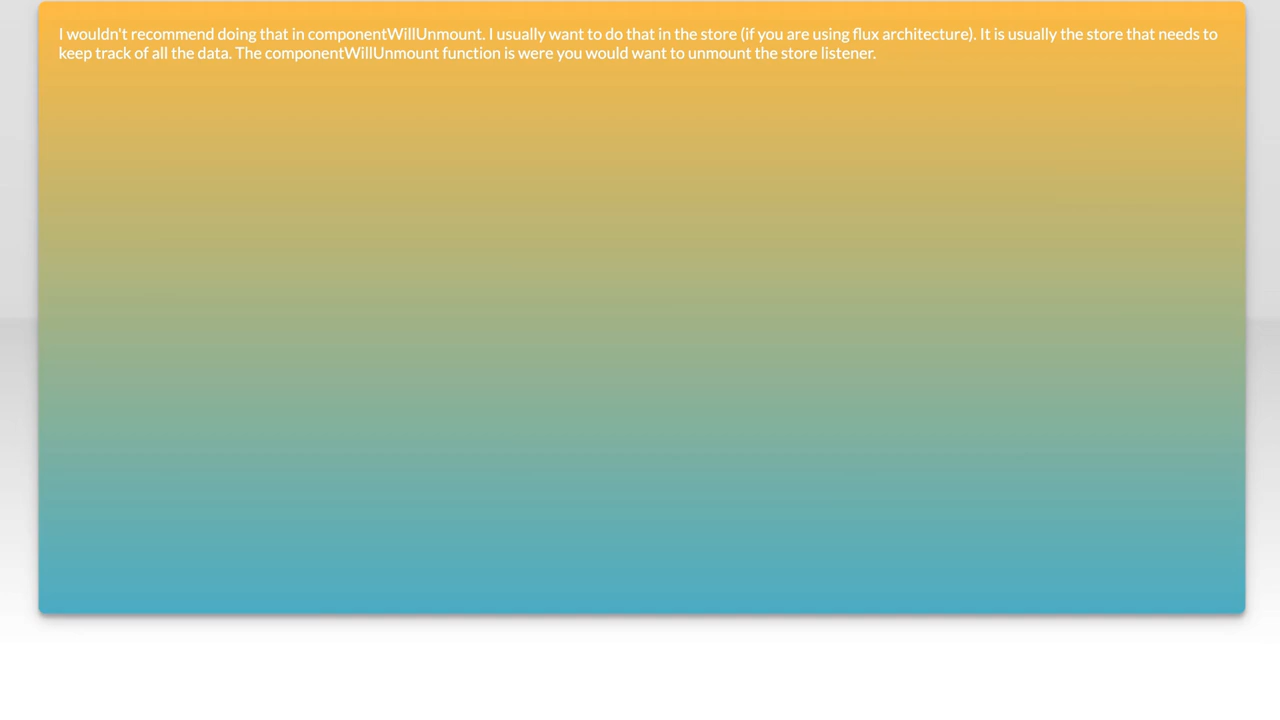 I wouldn't recommend doing that in componentWillUnmount. I usually want to do that in the store (if you are using flux architecture). It is usually the store that needs to
keep track of all the data. The componentWillUnmount function is were you would want to unmount the store listener.